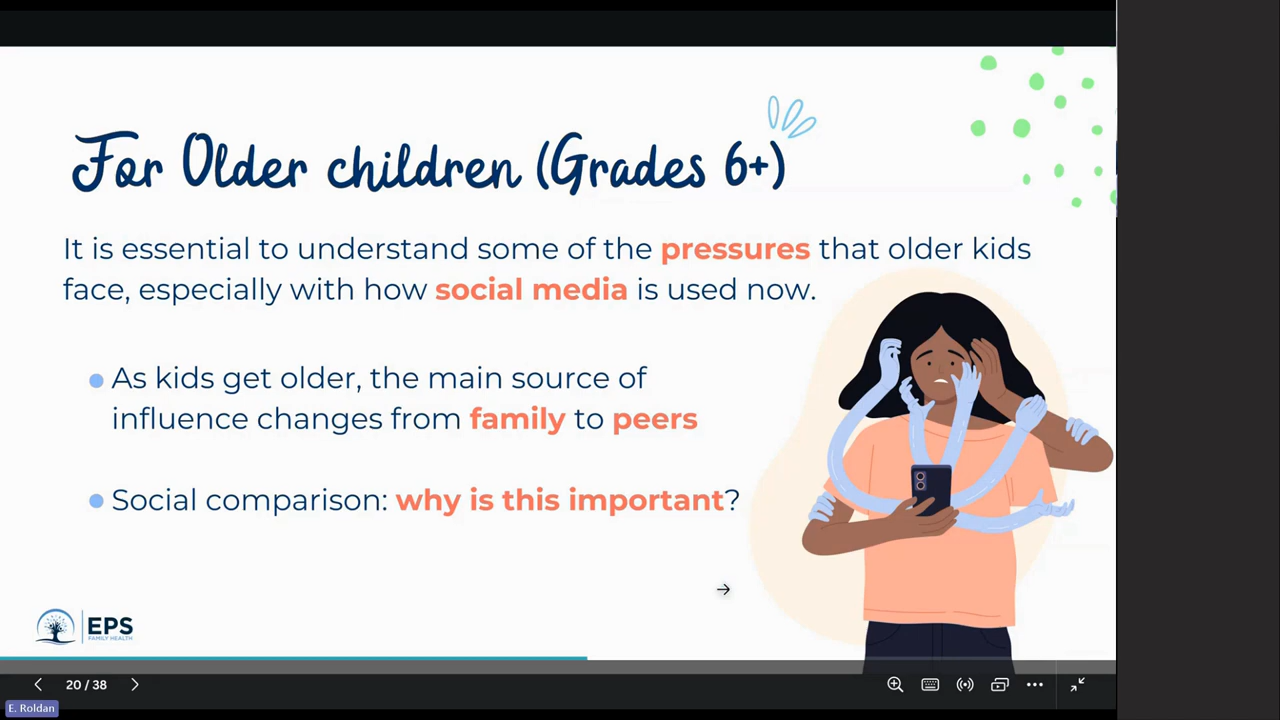 For Older children (Grades 6+)
It is essential to understand some of the pressures that older kids
face, especially with how social media is used now.
As kids get older, the main source of
influence changes from family to peers
Social comparison: why is this important?
EPS
FAMILY HEALTH
20 / 38
E. Roldan